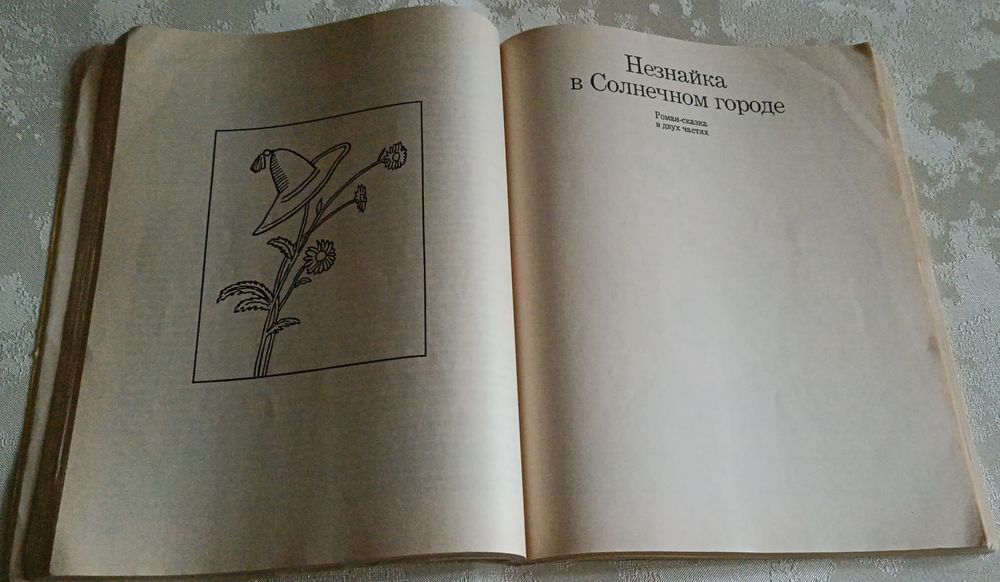 Незнайка
в Солнечном городе
Роман-сказка
в двух частях